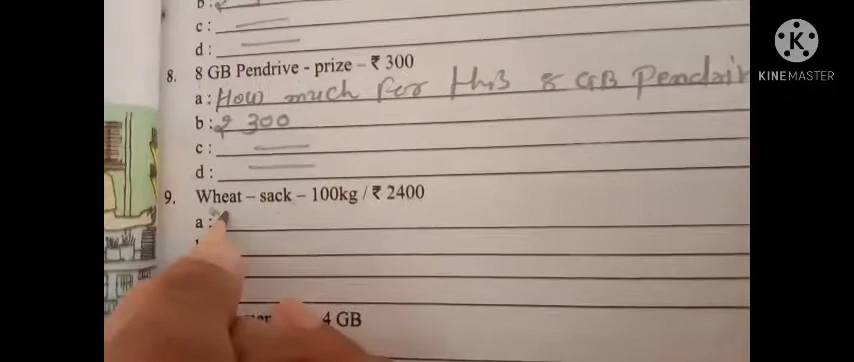 b :
c :
d :
8. 8 GB Pendrive - prize – ₹ 300
a : How much for this 8 GB Pendriv
b : ₹ 300
c :
d :
9. Wheat – sack – 100kg / ₹ 2400
a :
4 GB
K
KINEMASTER